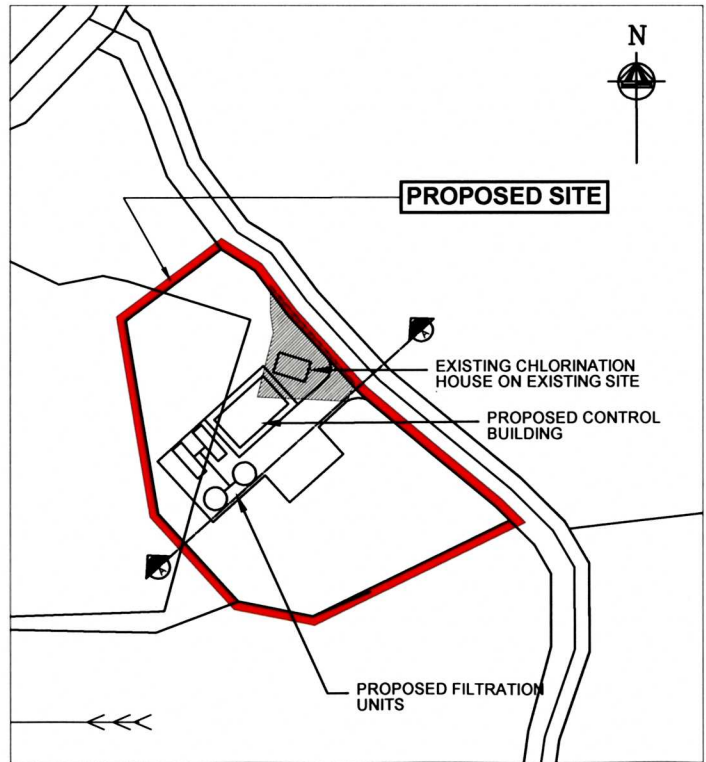 N
PROPOSED SITE
EXISTING CHLORINATION
HOUSE ON EXISTING SITE
PROPOSED CONTROL
BUILDING
PROPOSED FILTRATION
UNITS